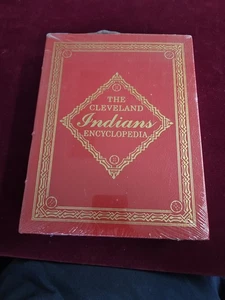 THE
CLEVELAND
Indians
ENCYCLOPEDIA